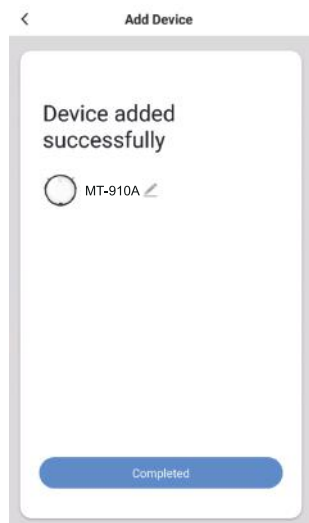 Add Device
Device added
successfully
MT-910A
Completed